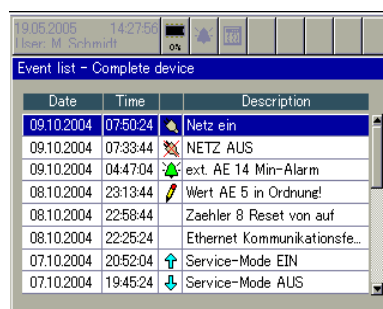 19.05.2005 14:27:56
User: M. Schmidt
0%
Event list - Complete device
Date Time Description
09.10.2004 07:50:24 Netz ein
09.10.2004 07:33:44 NETZ AUS
09.10.2004 04:47:04 ext. AE 14 Min-Alarm
08.10.2004 23:13:44 Wert AE 5 in Ordnung!
08.10.2004 22:58:44 Zaehler 8 Reset von auf
08.10.2004 22:25:24 Ethernet Kommunikationsfe...
07.10.2004 20:52:04 Service-Mode EIN
07.10.2004 19:45:24 Service-Mode AUS